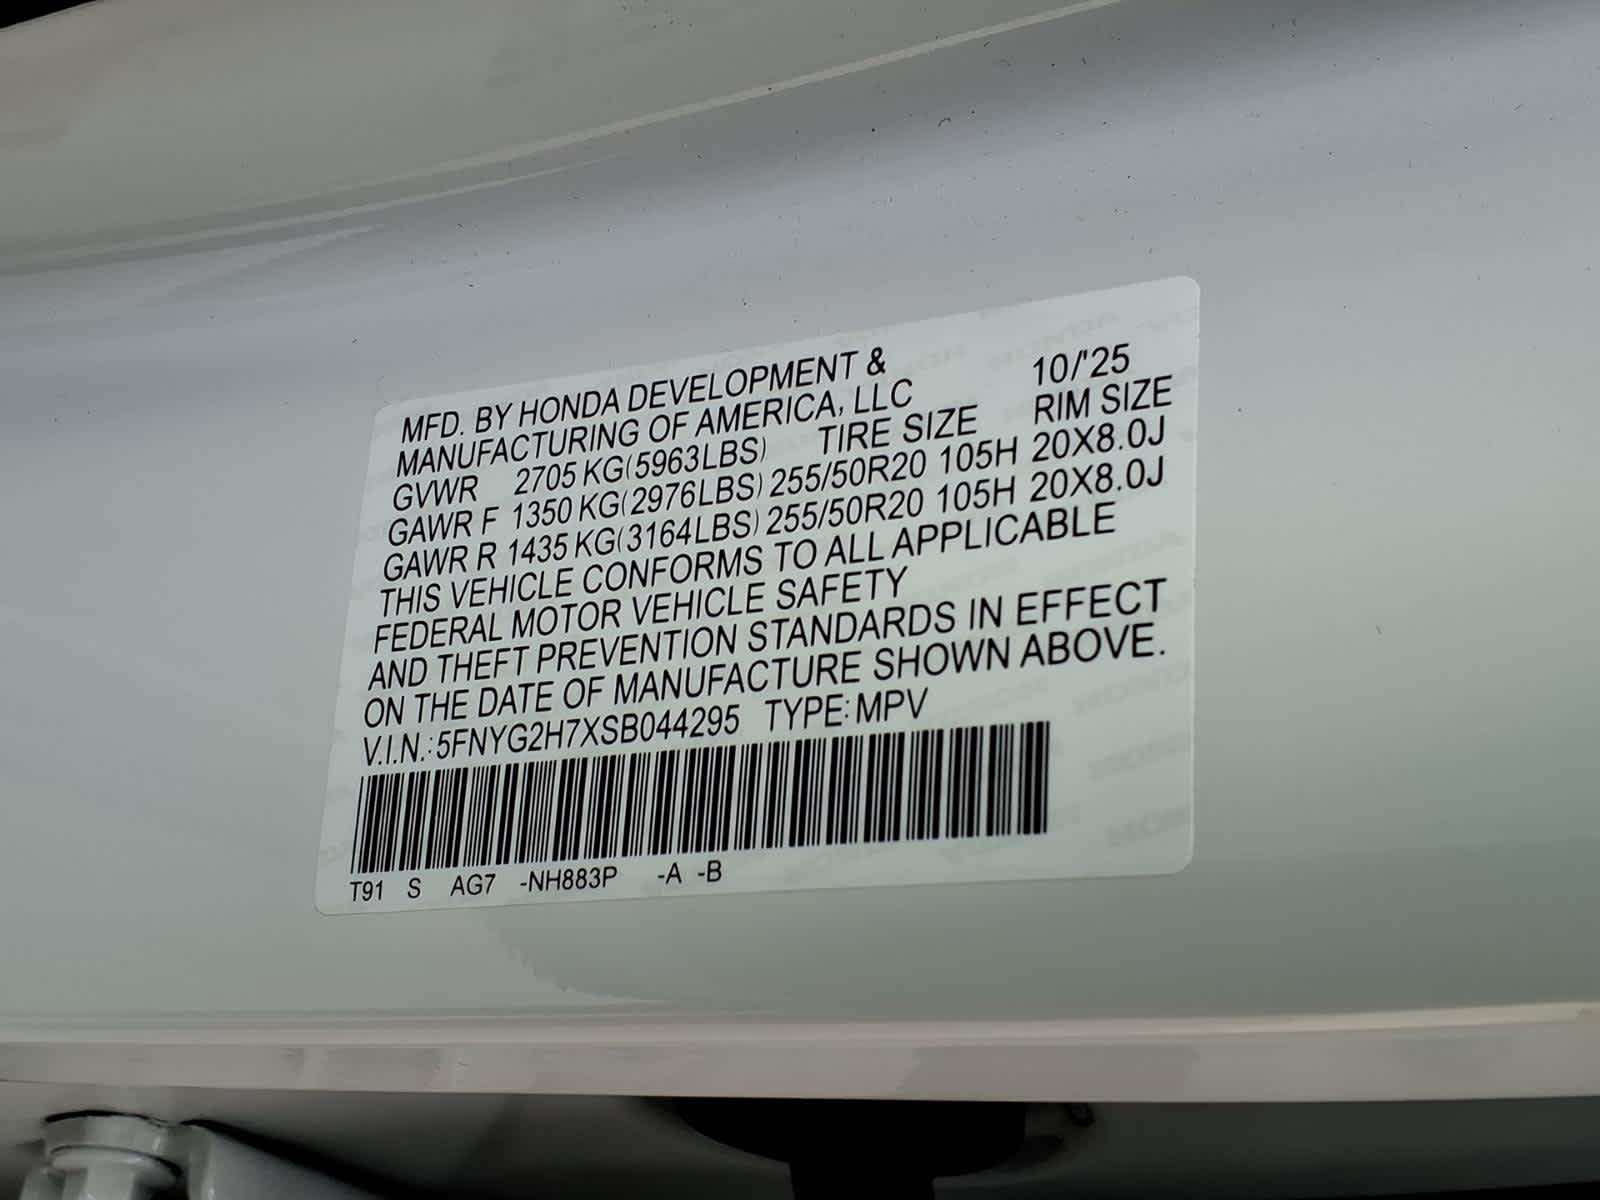 MFD. BY HONDA DEVELOPMENT & 10/'25
MANUFACTURING OF AMERICA, LLC
GVWR 2705 KG(5963LBS) TIRE SIZE RIM SIZE
GAWR F 1350 KG(2976LBS) 255/50R20 105H 20X8.0J
GAWR R 1435 KG(3164LBS) 255/50R20 105H 20X8.0J
THIS VEHICLE CONFORMS TO ALL APPLICABLE
FEDERAL MOTOR VEHICLE SAFETY
AND THEFT PREVENTION STANDARDS IN EFFECT
ON THE DATE OF MANUFACTURE SHOWN ABOVE.
V.I.N.: 5FNYG2H7XSB044295 TYPE: MPV
T91 S AG7 -NH883P -A -B